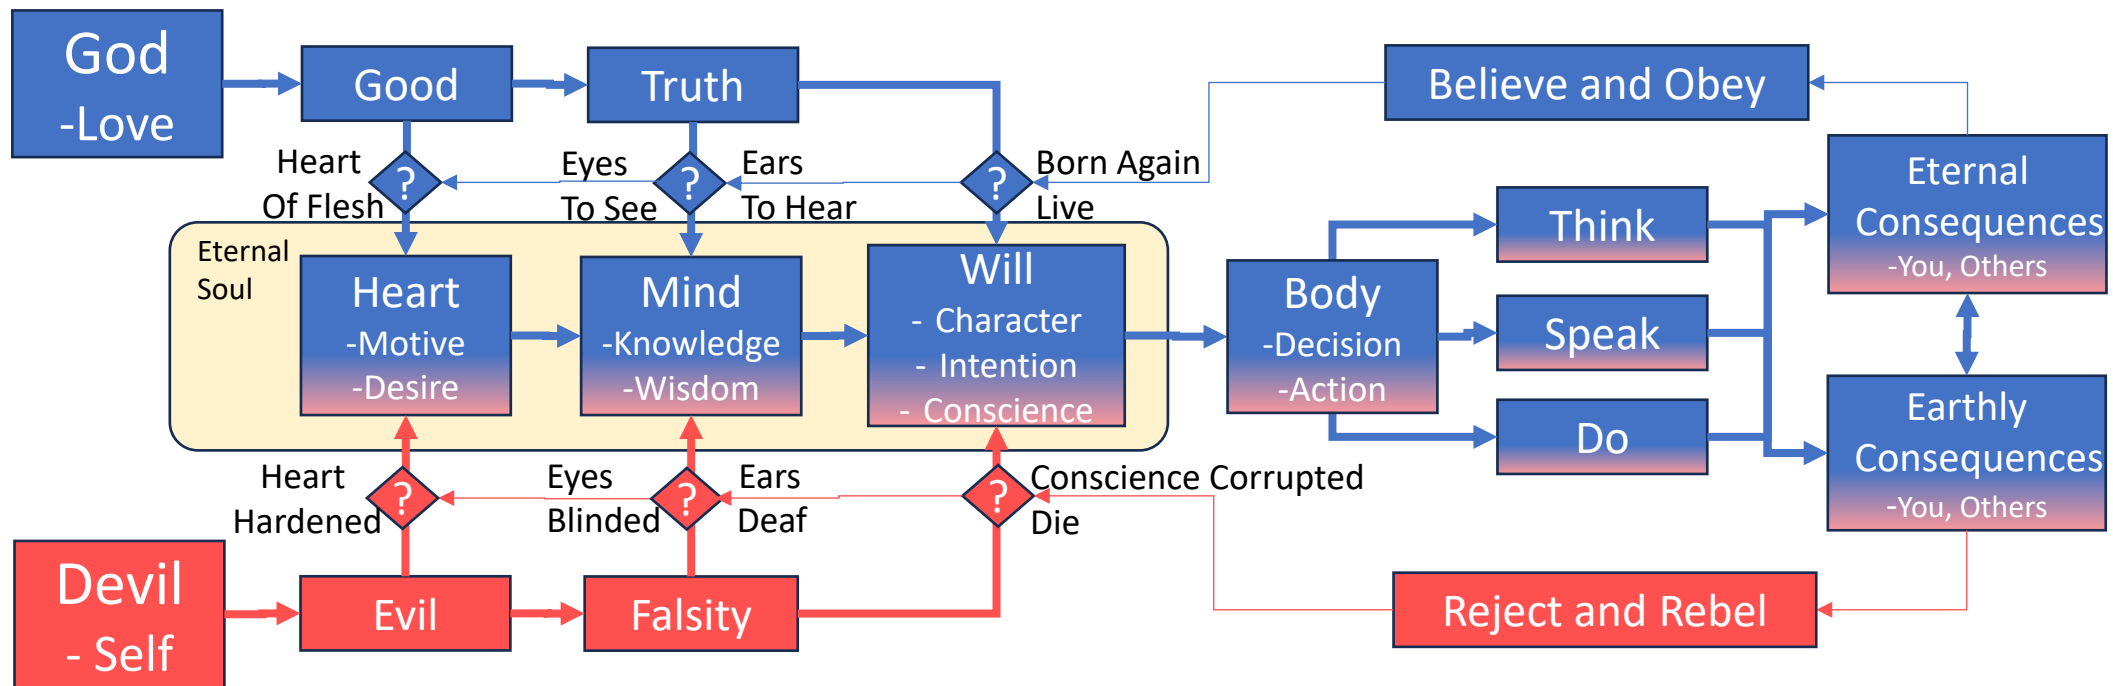 God
-Love
Good
Truth
Believe and Obey
Heart
Of Flesh
?
Eyes
To See
?
Ears
To Hear
?
Born Again
Live
Eternal
Consequences
-You, Others
Eternal
Soul
Heart
-Motive
-Desire
Mind
-Knowledge
-Wisdom
Will
- Character
- Intention
- Conscience
Body
-Decision
-Action
Think
Speak
Do
Earthly
Consequences
-You, Others
Heart
Hardened
?
Eyes
Blinded
?
Ears
Deaf
?
Conscience Corrupted
Die
Devil
- Self
Evil
Falsity
Reject and Rebel